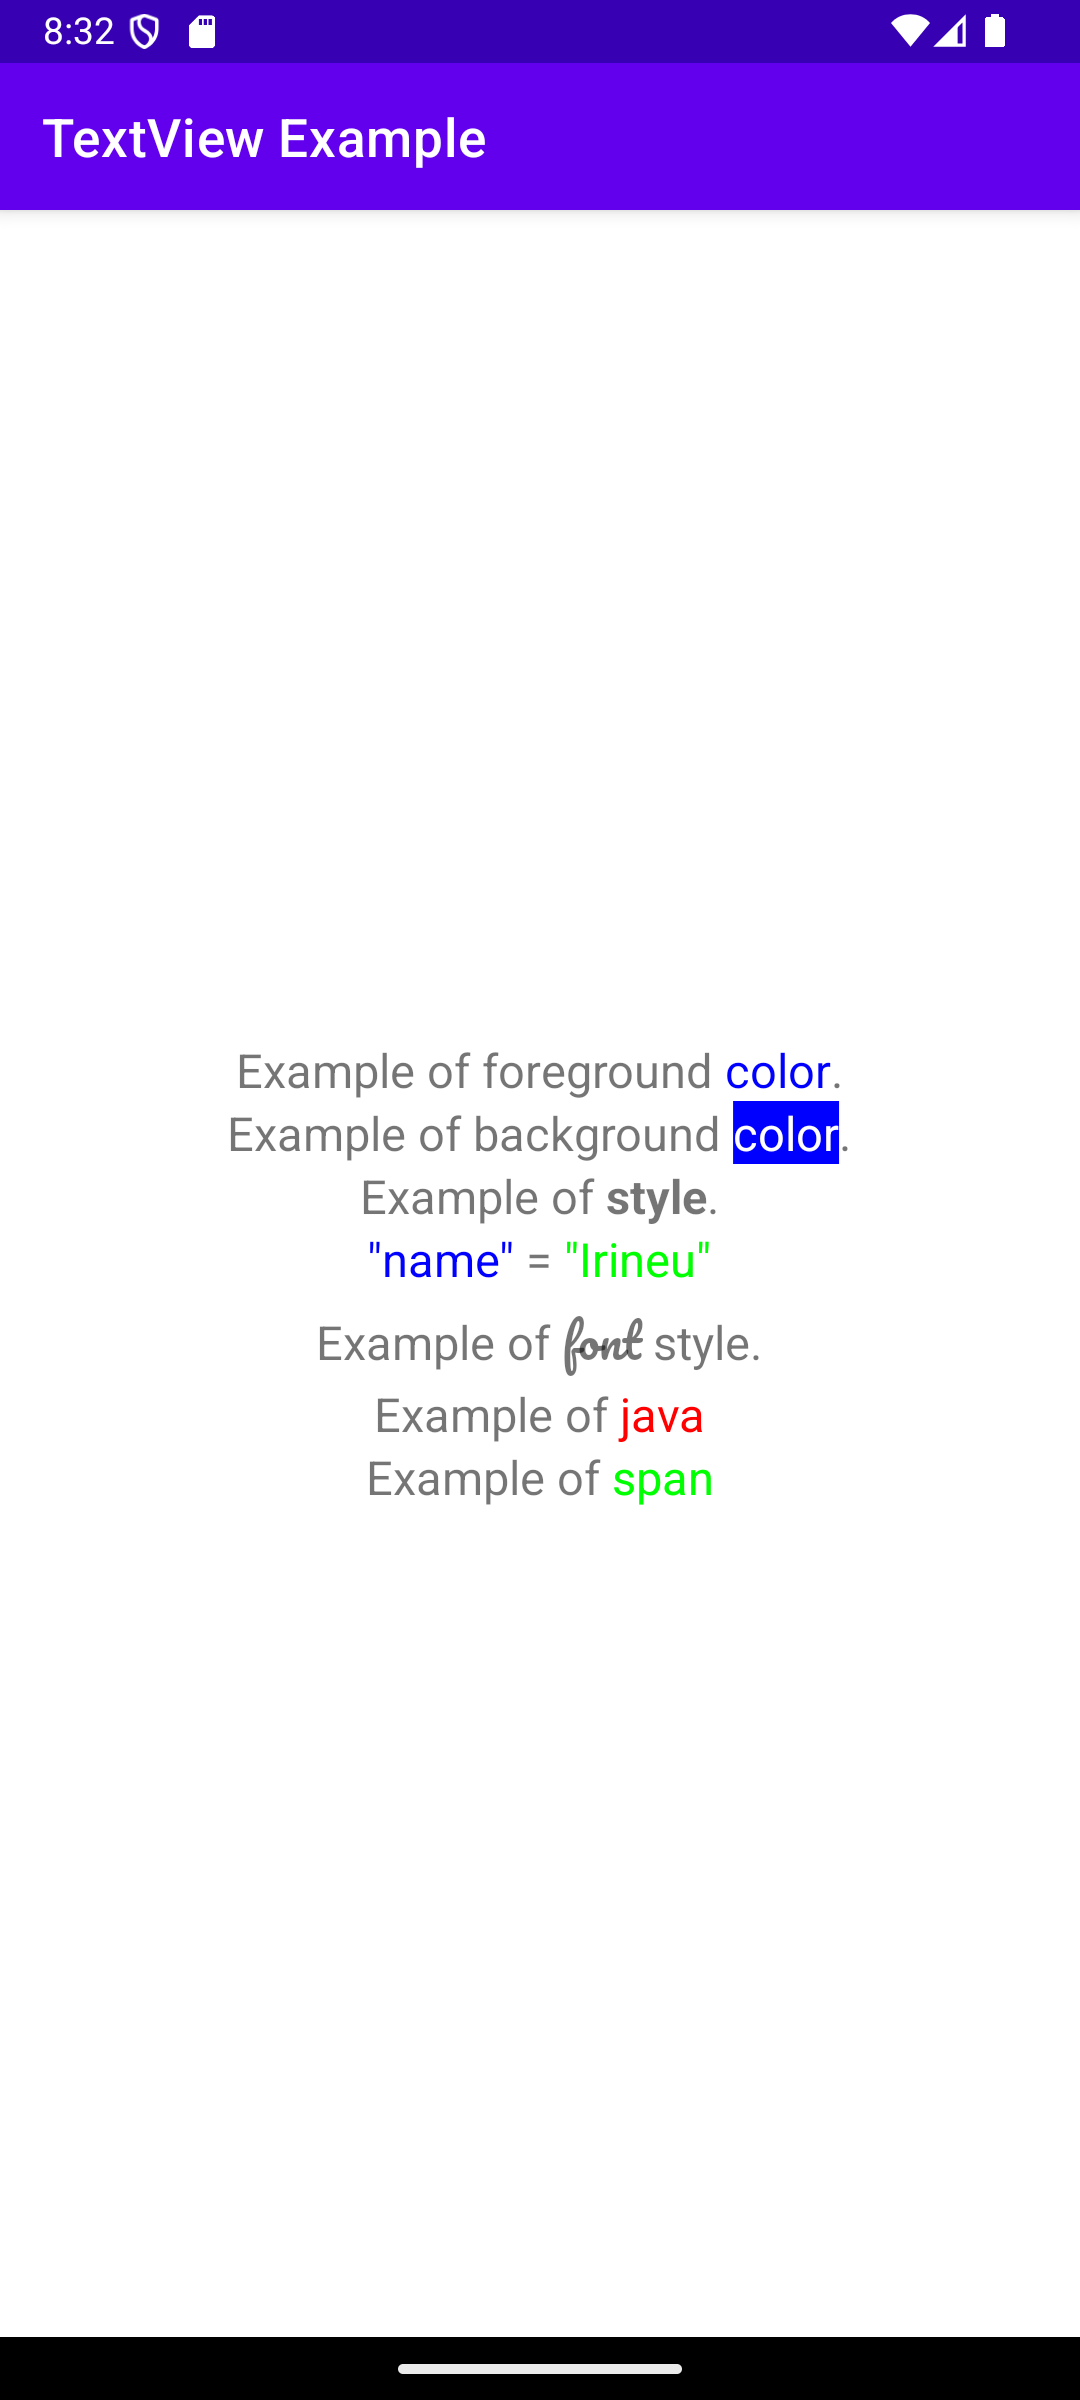 8:32
TextView Example
Example of foreground color.
Example of background color.
Example of style.
"name" = "Irineu"
Example of font style.
Example of java
Example of span